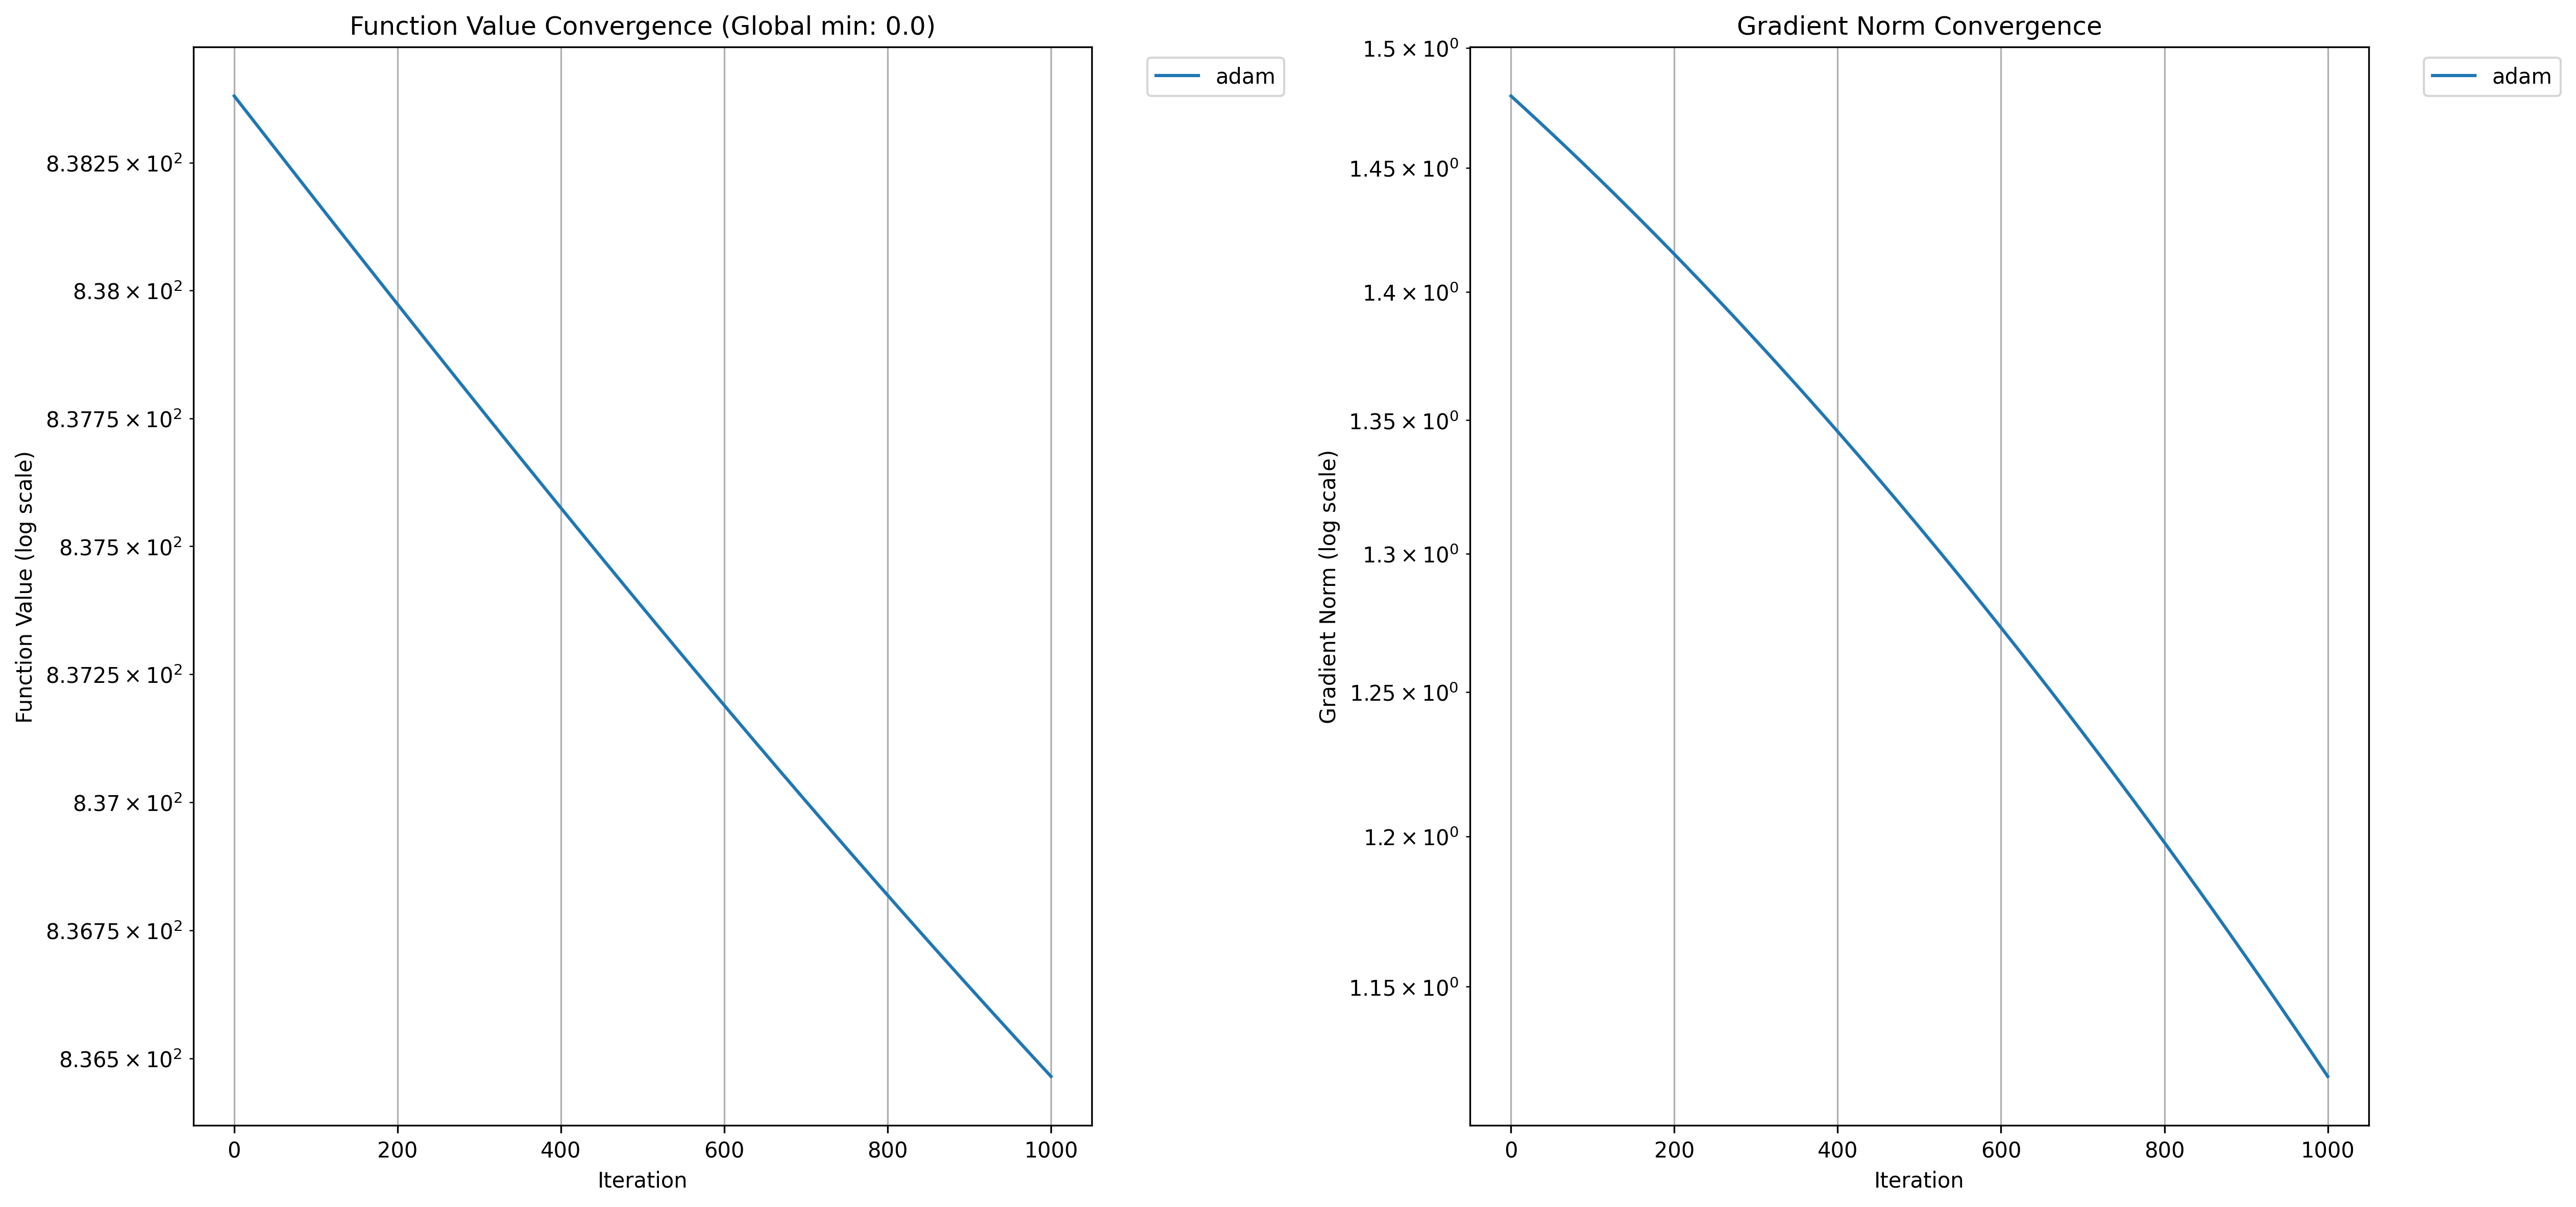 Function Value Convergence (Global min: 0.0)
adam
8.3825 × 10²
8.38 × 10²
8.3775 × 10²
8.375 × 10²
8.3725 × 10²
8.37 × 10²
8.3675 × 10²
8.365 × 10²
Function Value (log scale)
0 200 400 600 800 1000
Iteration
Gradient Norm Convergence
adam
1.5 × 10⁰
1.45 × 10⁰
1.4 × 10⁰
1.35 × 10⁰
1.3 × 10⁰
1.25 × 10⁰
1.2 × 10⁰
1.15 × 10⁰
Gradient Norm (log scale)
0 200 400 600 800 1000
Iteration